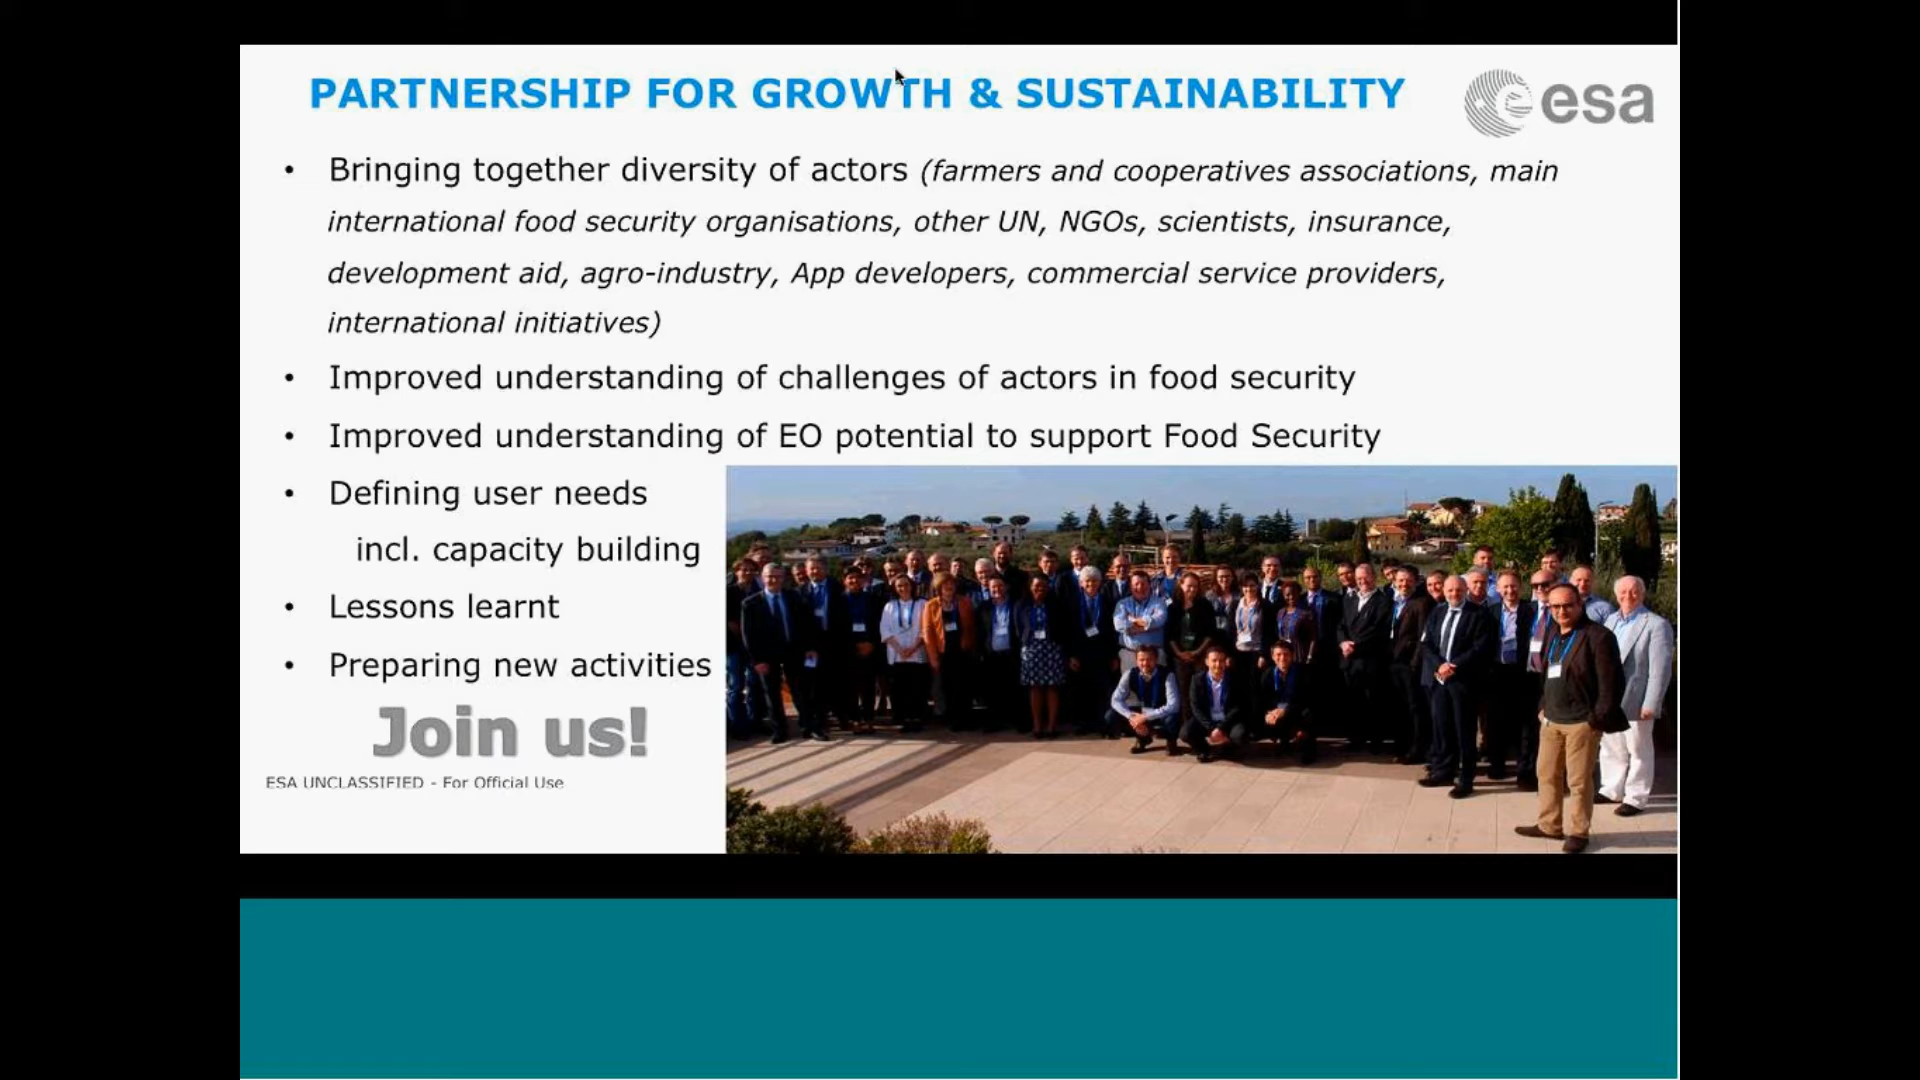 PARTNERSHIP FOR GROWTH & SUSTAINABILITY
esa
• Bringing together diversity of actors (farmers and cooperatives associations, main
international food security organisations, other UN, NGOs, scientists, insurance,
development aid, agro-industry, App developers, commercial service providers,
international initiatives)
• Improved understanding of challenges of actors in food security
• Improved understanding of EO potential to support Food Security
• Defining user needs
incl. capacity building
• Lessons learnt
• Preparing new activities
Join us!
ESA UNCLASSIFIED - For Official Use